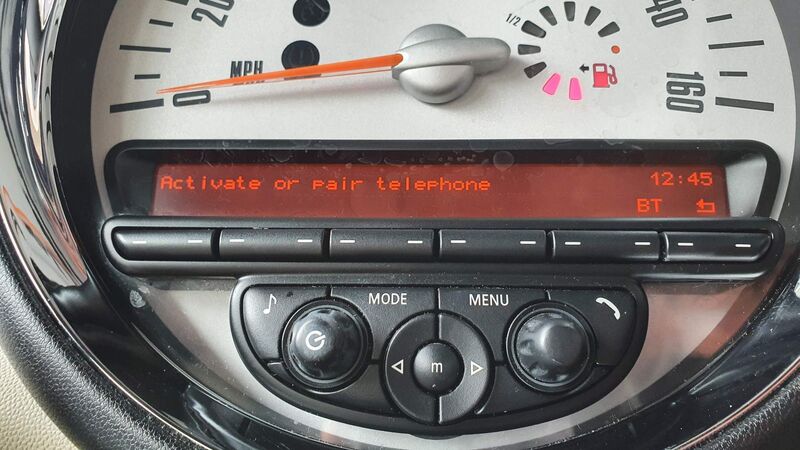 20
MPH
0
1/2
40
160
Activate or pair telephone 12:45
BT
MODE MENU
m